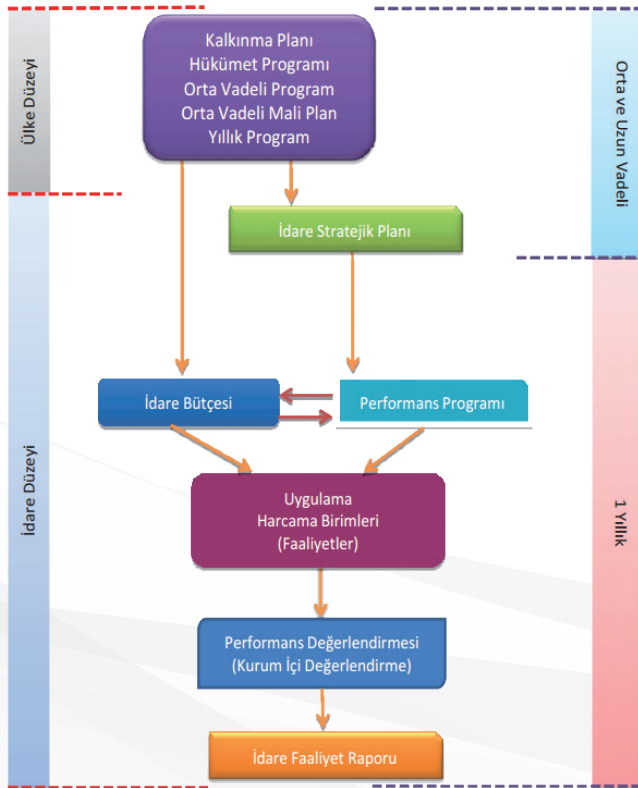 Ülke Düzeyi
Kalkınma Planı
Hükümet Programı
Orta Vadeli Program
Orta Vadeli Mali Plan
Yıllık Program
Orta ve Uzun Vadeli
İdare Stratejik Planı
İdare Düzeyi
İdare Bütçesi
Performans Programı
1 Yıllık
Uygulama
Harcama Birimleri
(Faaliyetler)
Performans Değerlendirmesi
(Kurum İçi Değerlendirme)
İdare Faaliyet Raporu